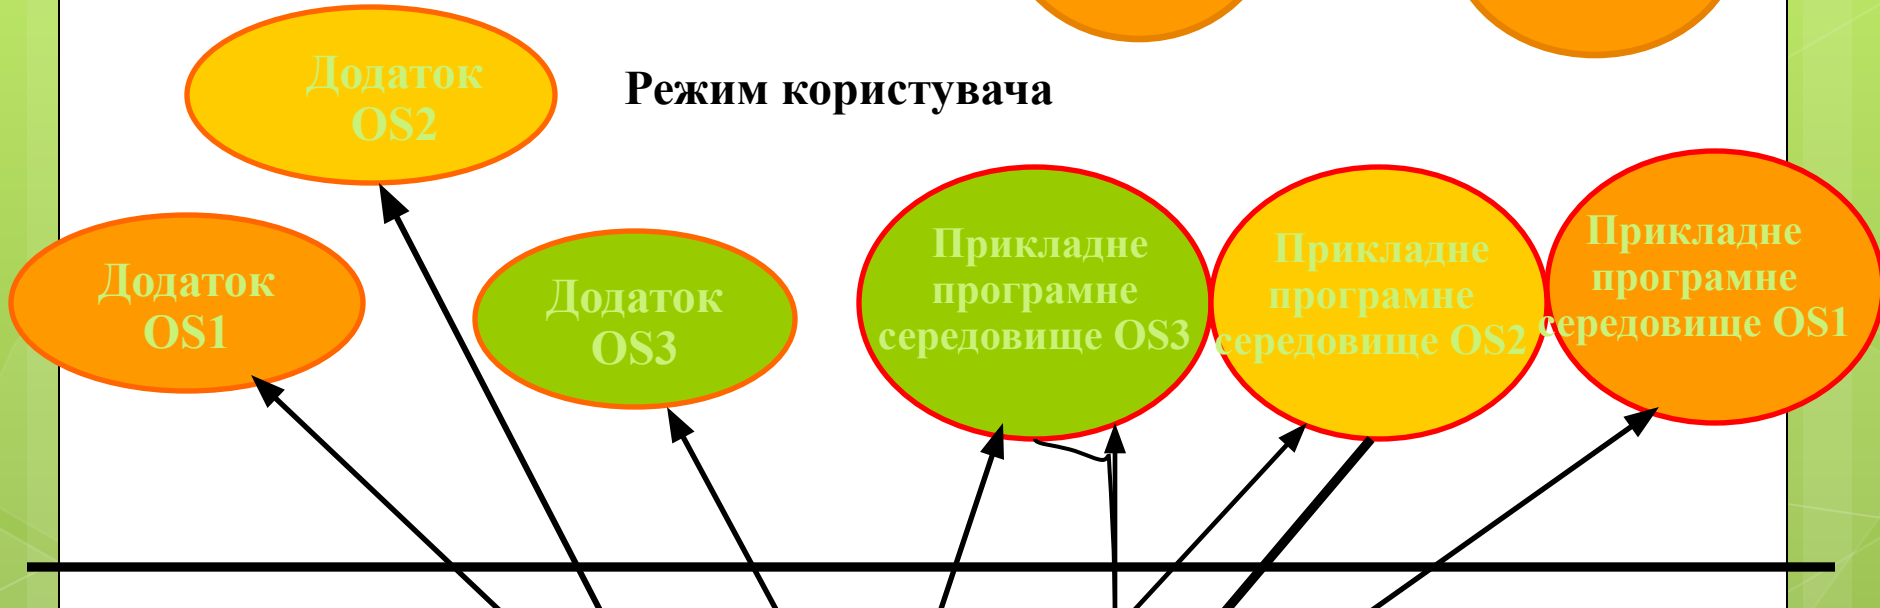 Додаток
OS2
Режим користувача
Додаток
OS1
Додаток
OS3
Прикладне
програмне
середовище OS3
Прикладне
програмне
середовище OS2
Прикладне
програмне
середовище OS1